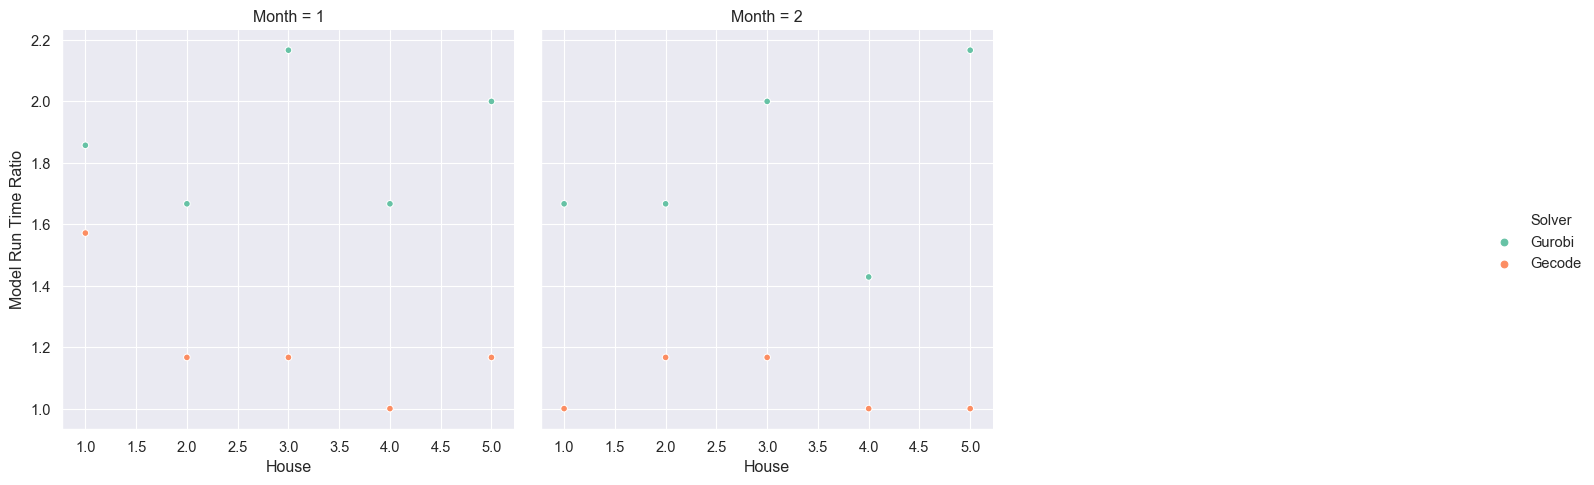 Month = 1
Month = 2
Model Run Time Ratio
2.2
2.0
1.8
1.6
1.4
1.2
1.0
1.0 1.5 2.0 2.5 3.0 3.5 4.0 4.5 5.0
House
1.0 1.5 2.0 2.5 3.0 3.5 4.0 4.5 5.0
House
Solver
Gurobi
Gecode